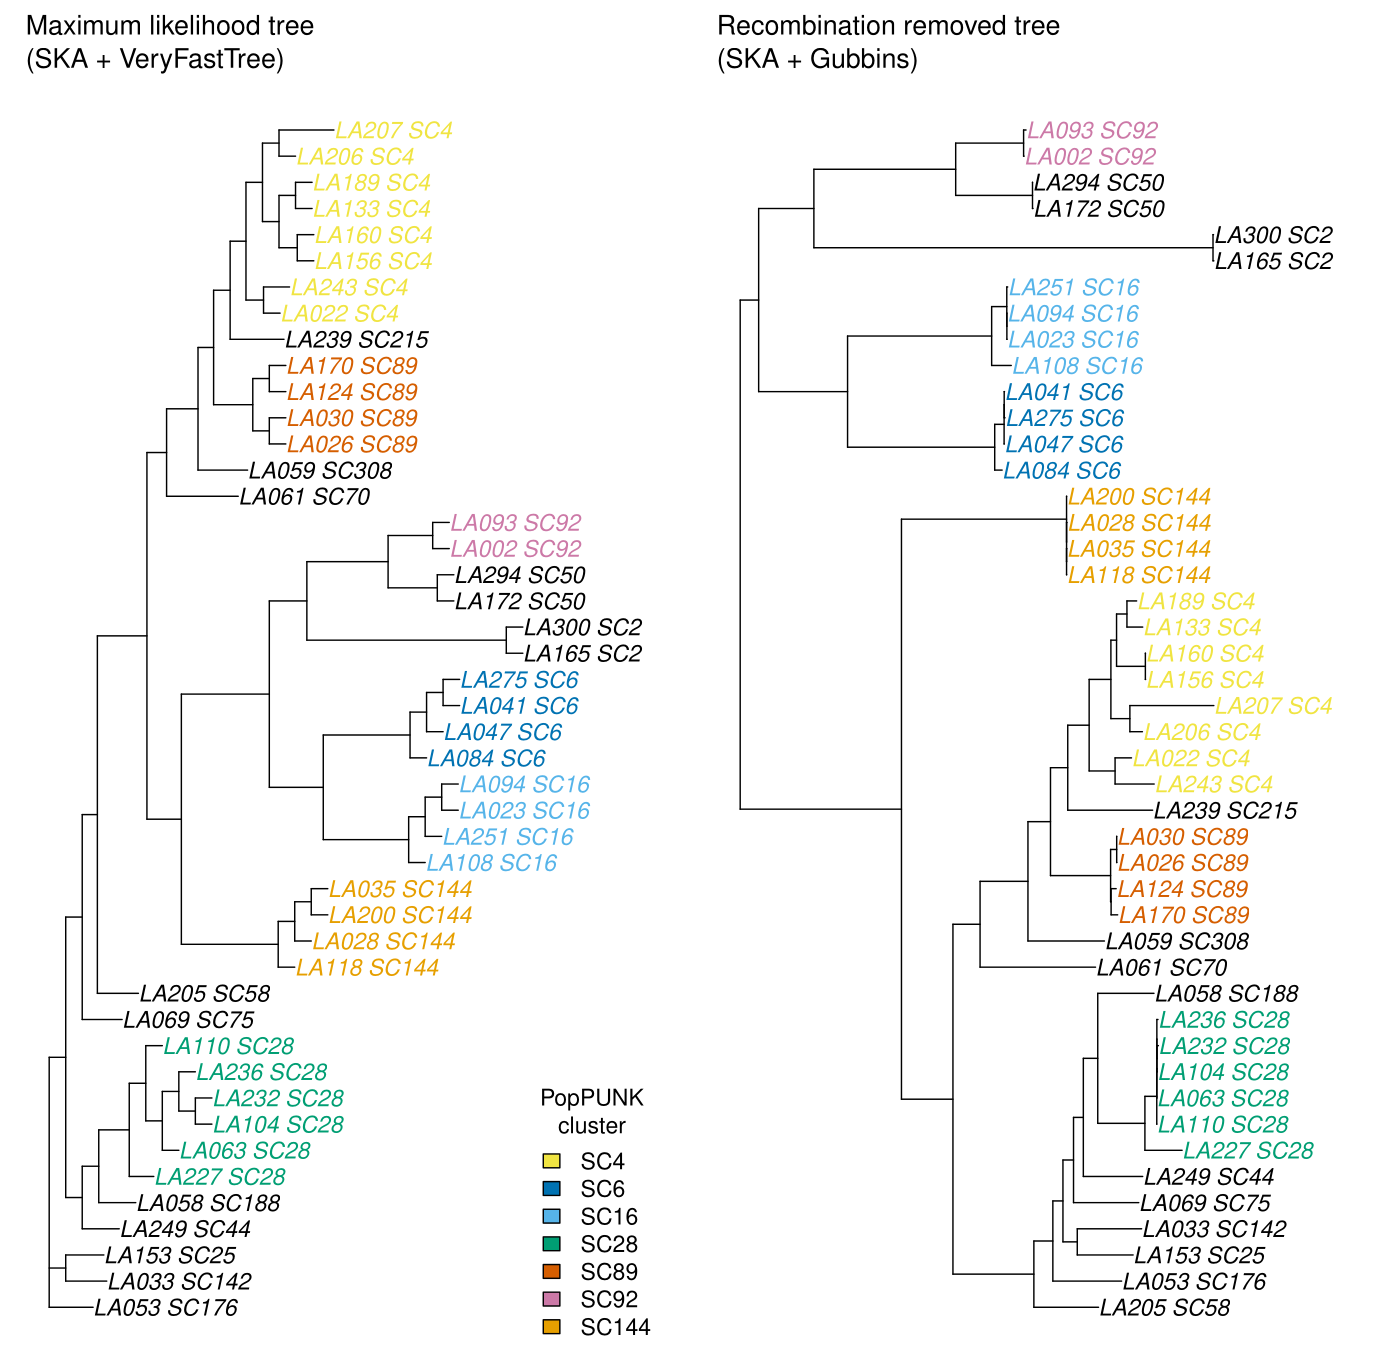 Maximum likelihood tree
(SKA + VeryFastTree)
LA207 SC4
LA206 SC4
LA189 SC4
LA133 SC4
LA160 SC4
LA156 SC4
LA243 SC4
LA022 SC4
LA239 SC215
LA170 SC89
LA124 SC89
LA030 SC89
LA026 SC89
LA059 SC308
LA061 SC70
LA093 SC92
LA002 SC92
LA294 SC50
LA172 SC50
LA300 SC2
LA165 SC2
LA275 SC6
LA041 SC6
LA047 SC6
LA084 SC6
LA094 SC16
LA023 SC16
LA251 SC16
LA108 SC16
LA035 SC144
LA200 SC144
LA028 SC144
LA118 SC144
LA205 SC58
LA069 SC75
LA110 SC28
LA236 SC28
LA232 SC28
LA104 SC28
LA063 SC28
LA227 SC28
LA058 SC188
LA249 SC44
LA153 SC25
LA033 SC142
LA053 SC176
PopPUNK
cluster
SC4
SC6
SC16
SC28
SC89
SC92
SC144
Recombination removed tree
(SKA + Gubbins)
LA093 SC92
LA002 SC92
LA294 SC50
LA172 SC50
LA300 SC2
LA165 SC2
LA251 SC16
LA094 SC16
LA023 SC16
LA108 SC16
LA041 SC6
LA275 SC6
LA047 SC6
LA084 SC6
LA200 SC144
LA028 SC144
LA035 SC144
LA118 SC144
LA189 SC4
LA133 SC4
LA160 SC4
LA156 SC4
LA207 SC4
LA206 SC4
LA022 SC4
LA243 SC4
LA239 SC215
LA030 SC89
LA026 SC89
LA124 SC89
LA170 SC89
LA059 SC308
LA061 SC70
LA058 SC188
LA236 SC28
LA232 SC28
LA104 SC28
LA063 SC28
LA110 SC28
LA227 SC28
LA249 SC44
LA069 SC75
LA033 SC142
LA153 SC25
LA053 SC176
LA205 SC58